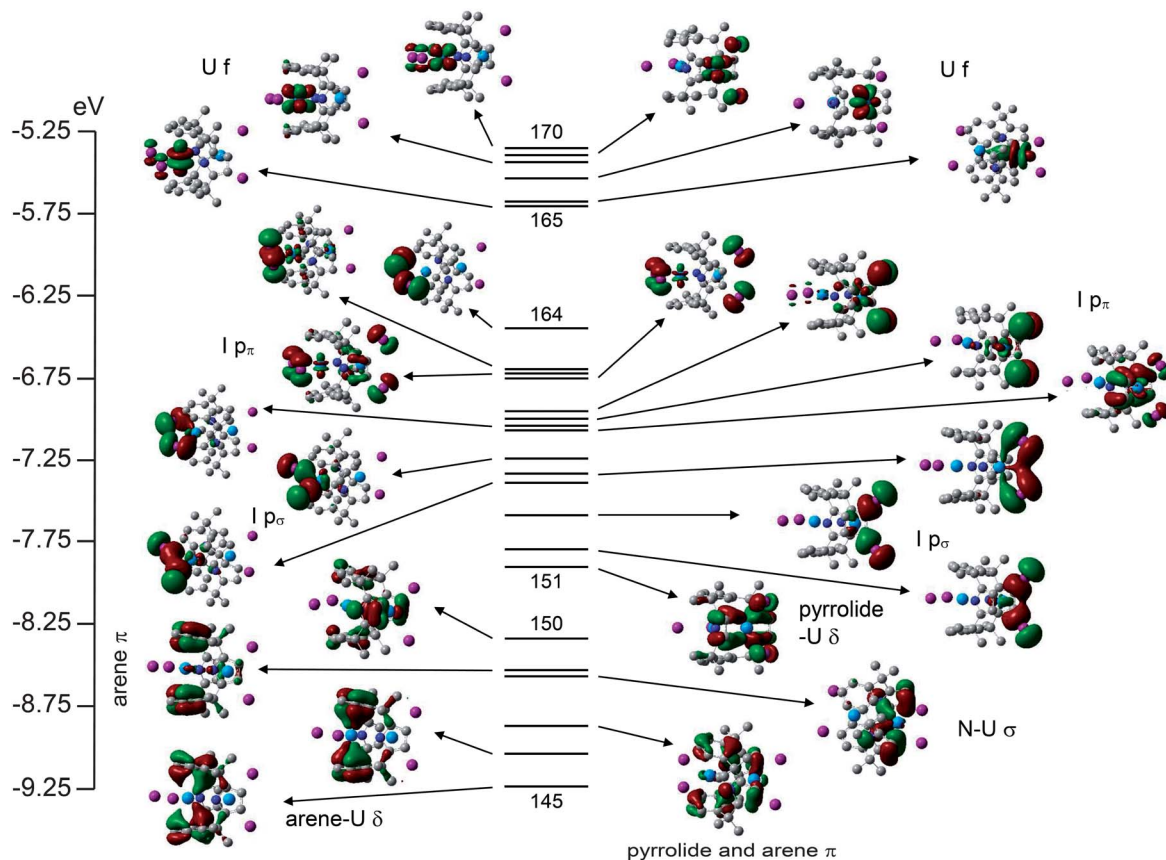 U f
U f
eV
-5.25
170
-5.75
165
-6.25
164
I pπ
I pπ
-6.75
-7.25
I pσ
I pσ
-7.75
151
pyrrolide
-U δ
-8.25
150
arene π
-8.75
N-U σ
-9.25
145
arene-U δ
pyrrolide and arene π